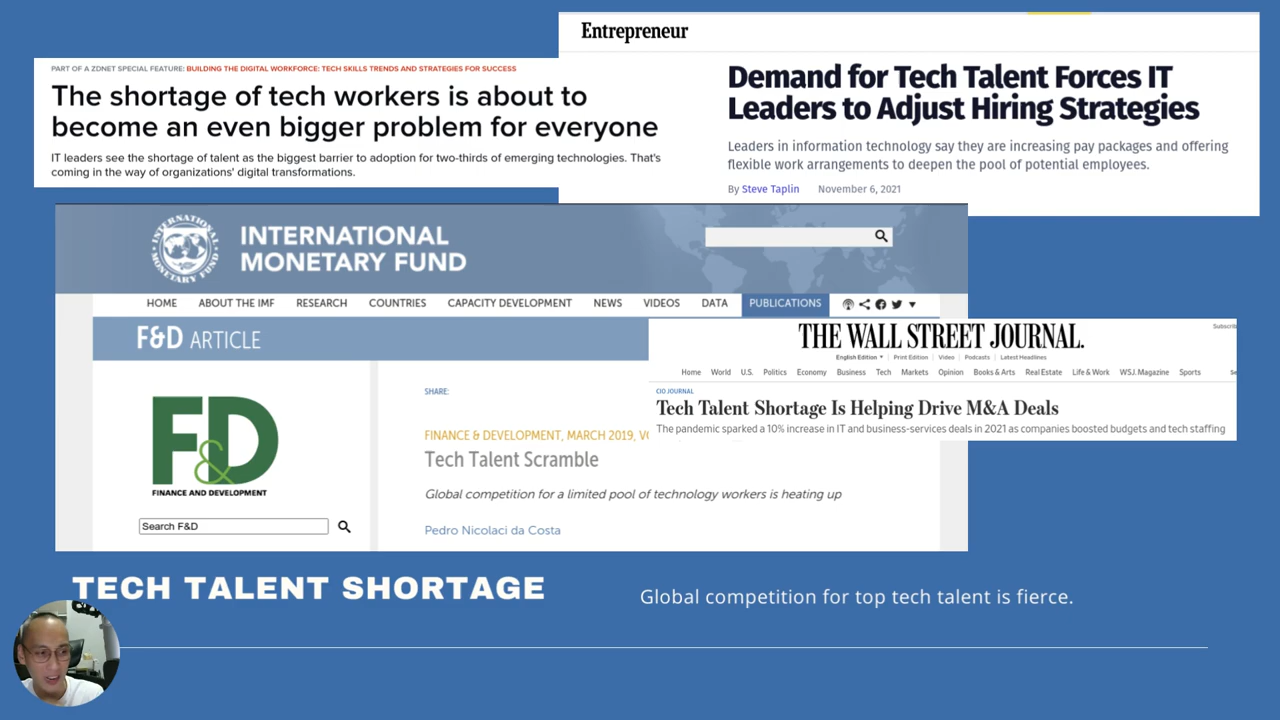 Entrepreneur
Demand for Tech Talent Forces IT
Leaders to Adjust Hiring Strategies
Leaders in information technology say they are increasing pay packages and offering
flexible work arrangements to deepen the pool of potential employees.
By Steve Taplin November 6, 2021
PART OF A ZDNET SPECIAL FEATURE: BUILDING THE DIGITAL WORKFORCE: TECH SKILLS TRENDS AND STRATEGIES FOR SUCCESS
The shortage of tech workers is about to
become an even bigger problem for everyone
IT leaders see the shortage of talent as the biggest barrier to adoption for two-thirds of emerging technologies. That's
coming in the way of organizations' digital transformations.
INTERNATIONAL MONETARY FUND
INTERNATIONAL
MONETARY FUND
HOME ABOUT THE IMF RESEARCH COUNTRIES CAPACITY DEVELOPMENT NEWS VIDEOS DATA PUBLICATIONS
F&D ARTICLE
F&D
FINANCE AND DEVELOPMENT
Search F&D
SHARE:
FINANCE & DEVELOPMENT, MARCH 2019,
Tech Talent Scramble
Global competition for a limited pool of technology workers is heating up
Pedro Nicolaci da Costa
THE WALL STREET JOURNAL.
English Edition Print Edition Video Podcasts Latest Headlines
Home World U.S. Politics Economy Business Tech Markets Opinion Books & Arts Real Estate Life & Work WSJ. Magazine Sports
CIO JOURNAL
Tech Talent Shortage Is Helping Drive M&A Deals
The pandemic sparked a 10% increase in IT and business-services deals in 2021 as companies boosted budgets and tech staffing
TECH TALENT SHORTAGE
Global competition for top tech talent is fierce.